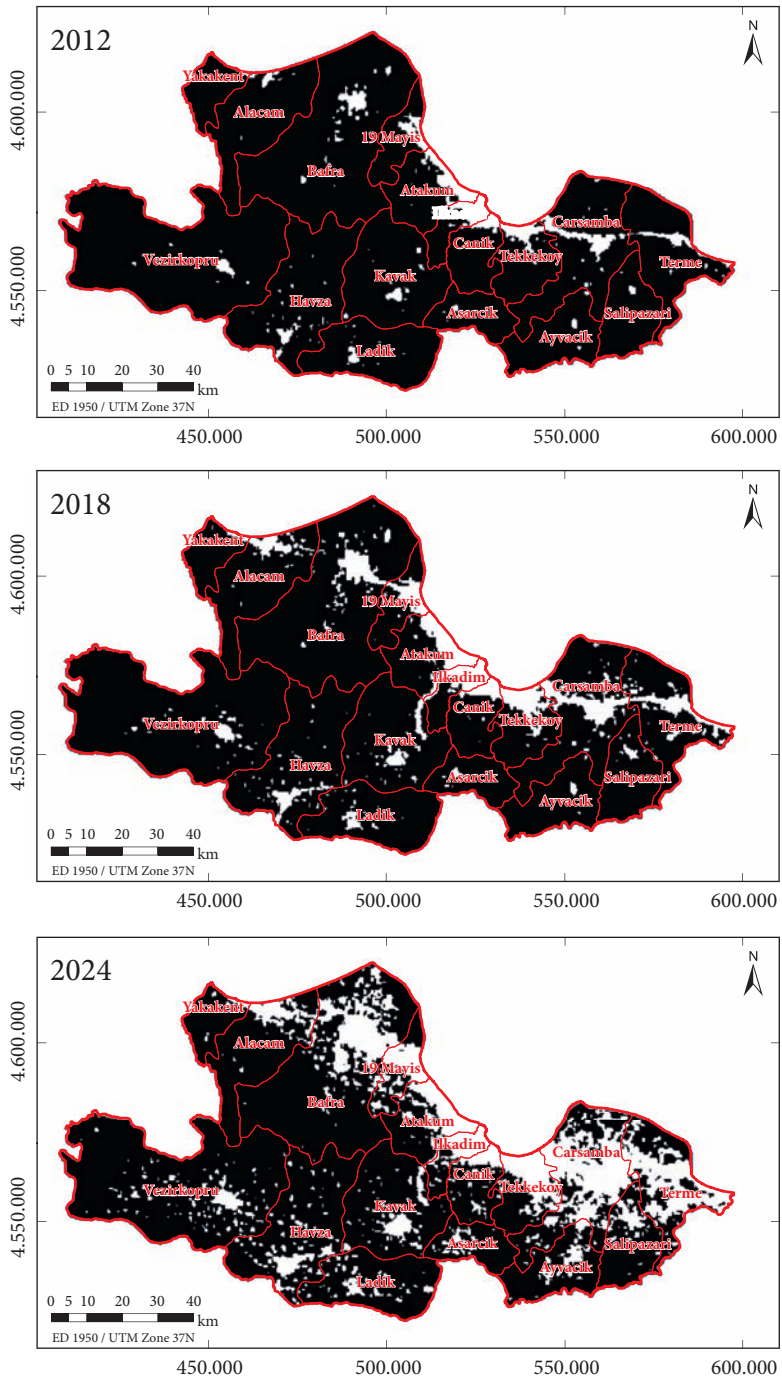 2012
N
Yakakent
Alacam
19 Mayis
Bafra
Atakum
Carsamba
Canik
Vezirkopru
Tekkekoy
Terme
Kavak
Havza
Asarcik
Salipazari
Ayvacik
Ladik
0 5 10 20 30 40
km
ED 1950 / UTM Zone 37N
4.600.000
4.550.000
450.000 500.000 550.000 600.000
2018
N
Yakakent
Alacam
19 Mayis
Bafra
Atakum
Ilkadim
Carsamba
Canik
Vezirkopru
Tekkekoy
Terme
Kavak
Havza
Asarcik
Salipazari
Ayvacik
Ladik
0 5 10 20 30 40
km
ED 1950 / UTM Zone 37N
4.600.000
4.550.000
450.000 500.000 550.000 600.000
2024
N
Yakakent
Alacam
19 Mayis
Bafra
Atakum
Ilkadim
Carsamba
Canik
Vezirkopru
Tekkekoy
Terme
Kavak
Havza
Asarcik
Salipazari
Ayvacik
Ladik
0 5 10 20 30 40
km
ED 1950 / UTM Zone 37N
4.600.000
4.550.000
450.000 500.000 550.000 600.000